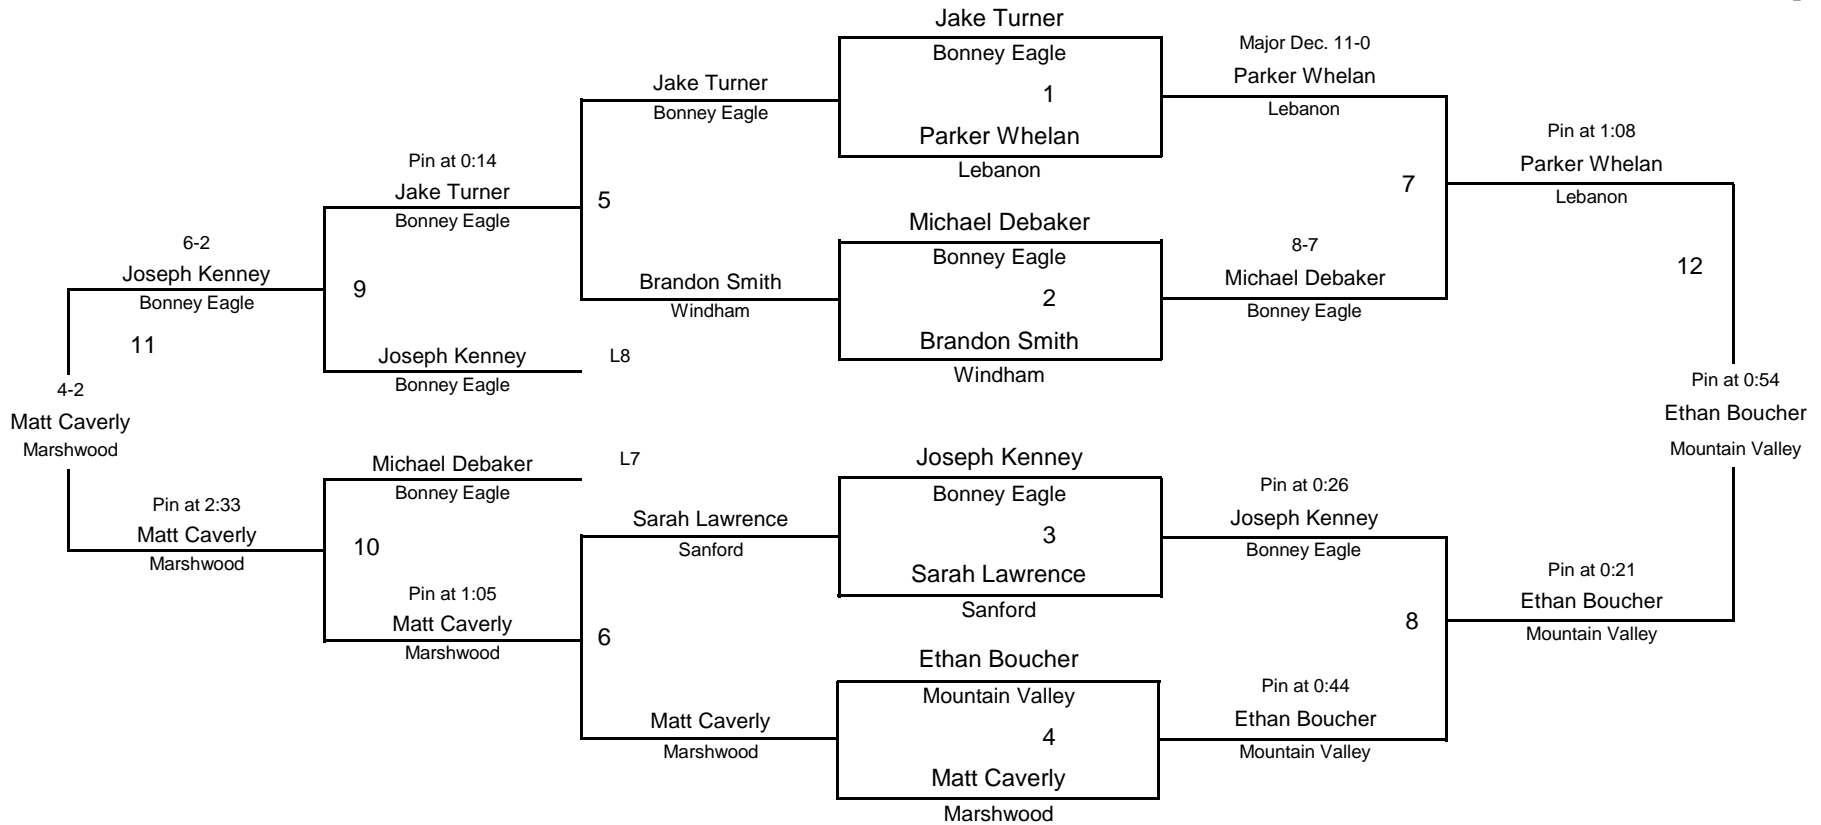 Jake Turner
Bonney Eagle
1
Parker Whelan
Lebanon
Michael Debaker
Bonney Eagle
2
Brandon Smith
Windham
Joseph Kenney
Bonney Eagle
3
Sarah Lawrence
Sanford
Ethan Boucher
Mountain Valley
4
Matt Caverly
Marshwood
Major Dec. 11-0
Parker Whelan
Lebanon
7
8-7
Michael Debaker
Bonney Eagle
Pin at 0:26
Joseph Kenney
Bonney Eagle
8
Pin at 0:44
Ethan Boucher
Mountain Valley
Pin at 1:08
Parker Whelan
Lebanon
12
Pin at 0:21
Ethan Boucher
Mountain Valley
Pin at 0:54
Ethan Boucher
Mountain Valley
Jake Turner
Bonney Eagle
5
Brandon Smith
Windham
L8
L7
Sarah Lawrence
Sanford
6
Matt Caverly
Marshwood
Pin at 0:14
Jake Turner
Bonney Eagle
9
Joseph Kenney
Bonney Eagle
Michael Debaker
Bonney Eagle
10
Pin at 1:05
Matt Caverly
Marshwood
6-2
Joseph Kenney
Bonney Eagle
11
4-2
Matt Caverly
Marshwood
Pin at 2:33
Matt Caverly
Marshwood